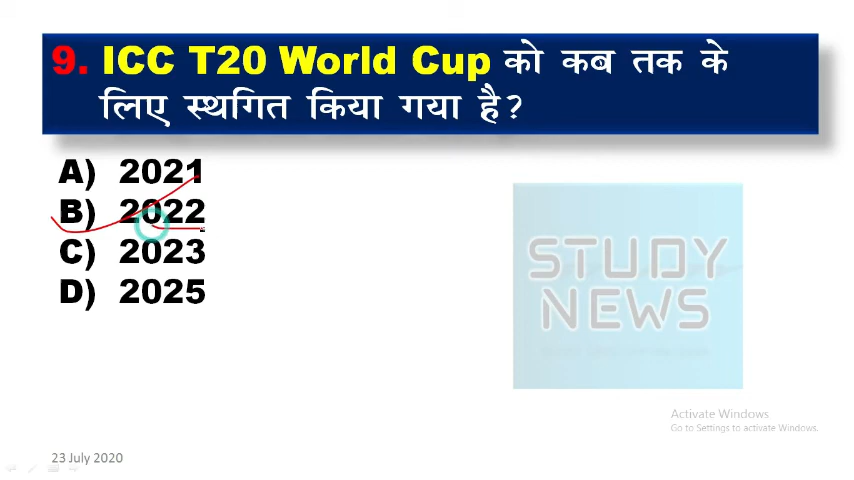 9. ICC T20 World Cup को कब तक के
लिए स्थगित किया गया है?
A) 2021
B) 2022
C) 2023
D) 2025
STUDY
NEWS
Activate Windows
Go to Settings to activate Windows.
23 July 2020